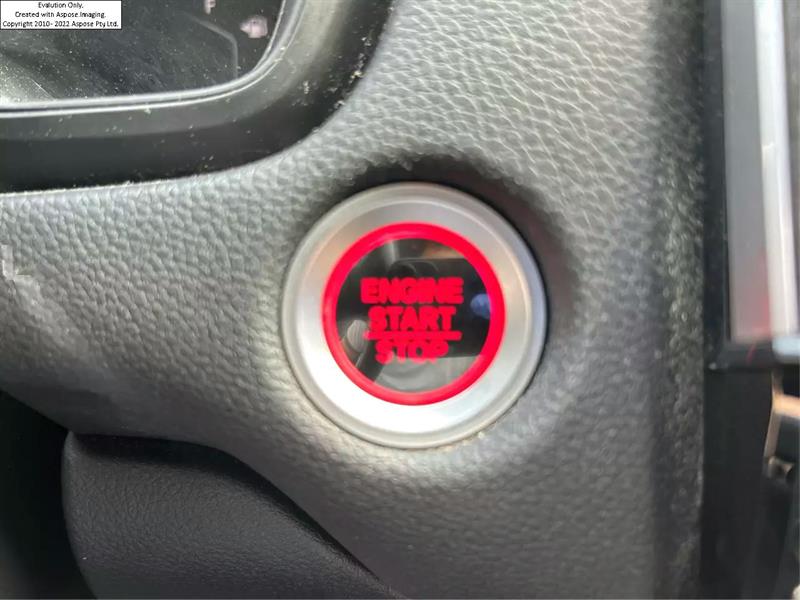 Evalution Only.
Created with Aspose.Imaging.
Copyright 2010- 2022 Aspose Pty Ltd.
ENGINE
START
STOP